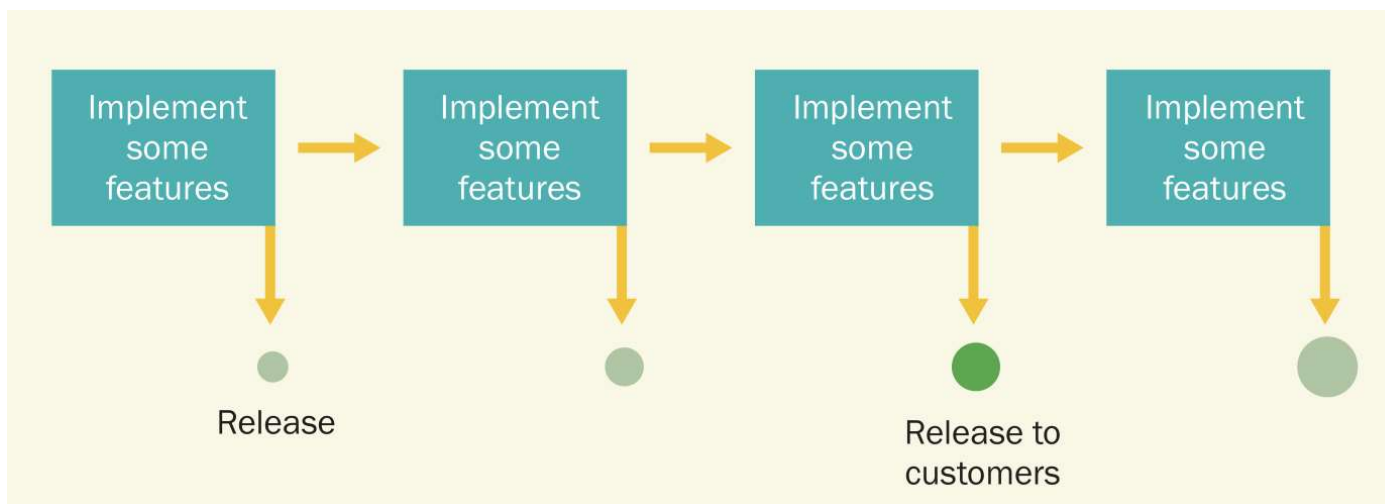 Implement
some
features
Implement
some
features
Implement
some
features
Implement
some
features
Release
Release to
customers